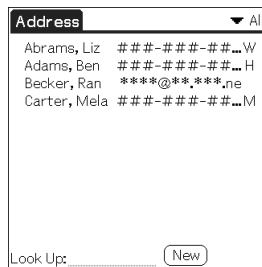 Address ▼ Al
Abrams, Liz ###-###-##...W
Adams, Ben ###-###-##...H
Becker, Ran ****@**.***.ne
Carter, Mela ###-###-##...M
Look Up: New